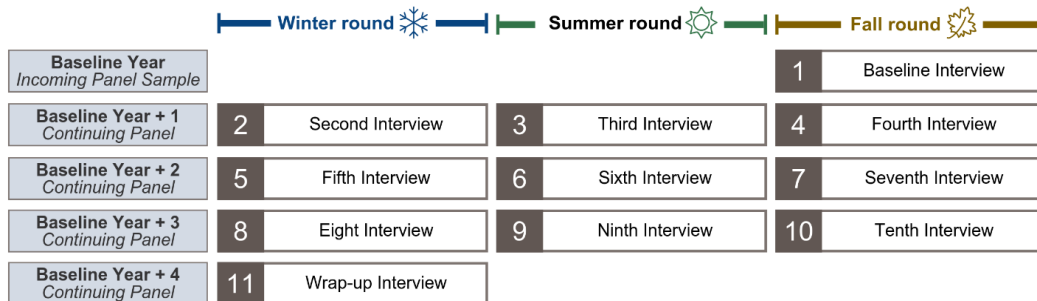 Winter round
Summer round
Fall round
Baseline Year
Incoming Panel Sample
1 Baseline Interview
Baseline Year + 1
Continuing Panel
2 Second Interview
3 Third Interview
4 Fourth Interview
Baseline Year + 2
Continuing Panel
5 Fifth Interview
6 Sixth Interview
7 Seventh Interview
Baseline Year + 3
Continuing Panel
8 Eight Interview
9 Ninth Interview
10 Tenth Interview
Baseline Year + 4
Continuing Panel
11 Wrap-up Interview